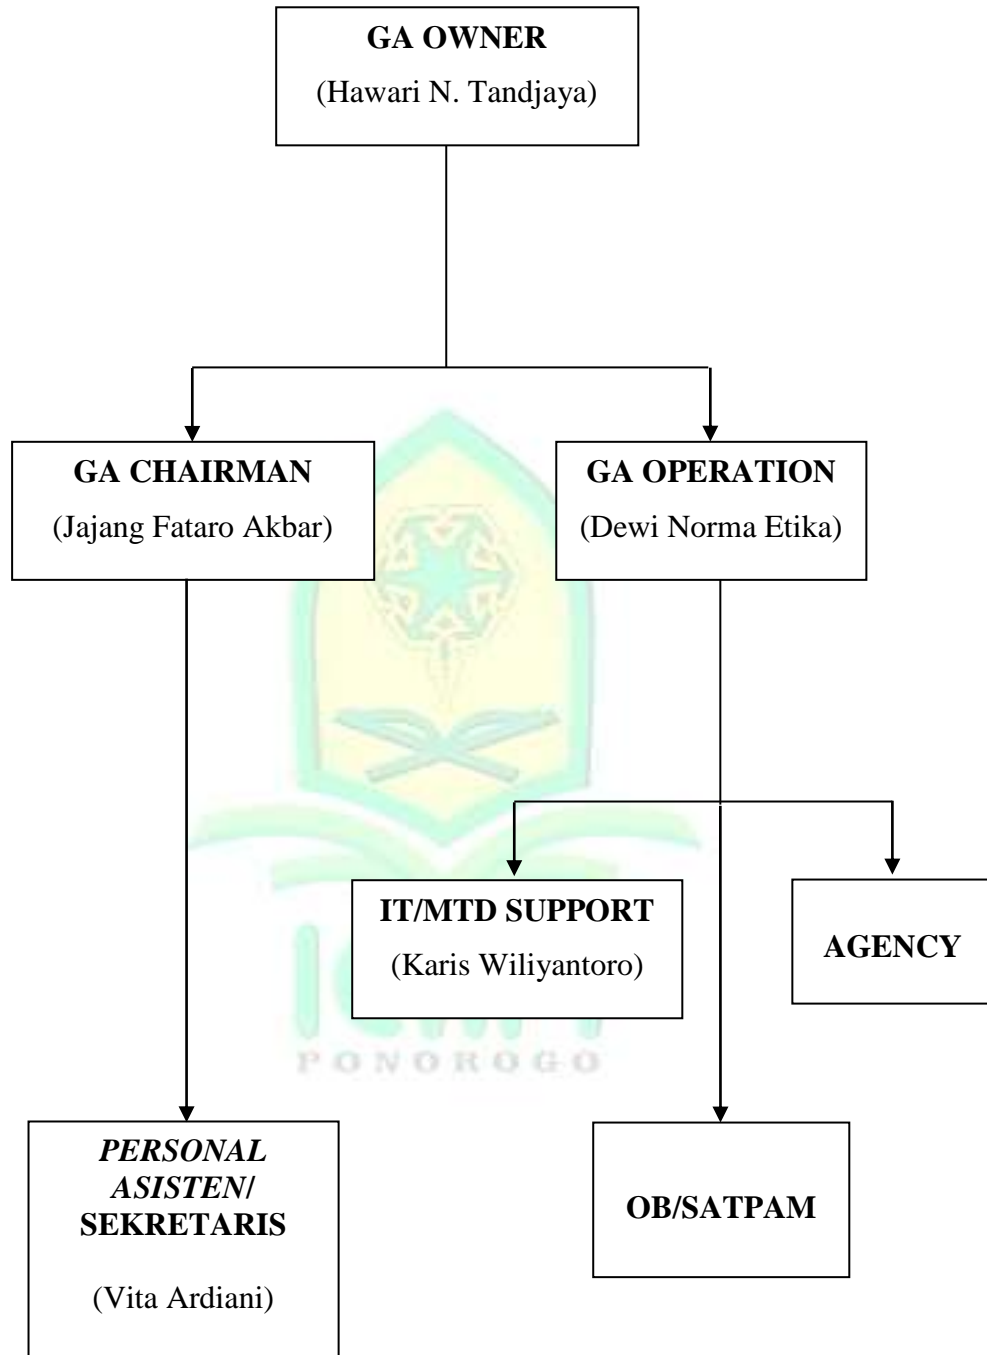 GA OWNER
(Hawari N. Tandjaya)
GA CHAIRMAN
(Jajang Fataro Akbar)
GA OPERATION
(Dewi Norma Etika)
IT/MTD SUPPORT
(Karis Wiliyantoro)
AGENCY
PONOROGO
PERSONAL
ASISTEN/
SEKRETARIS
(Vita Ardiani)
OB/SATPAM